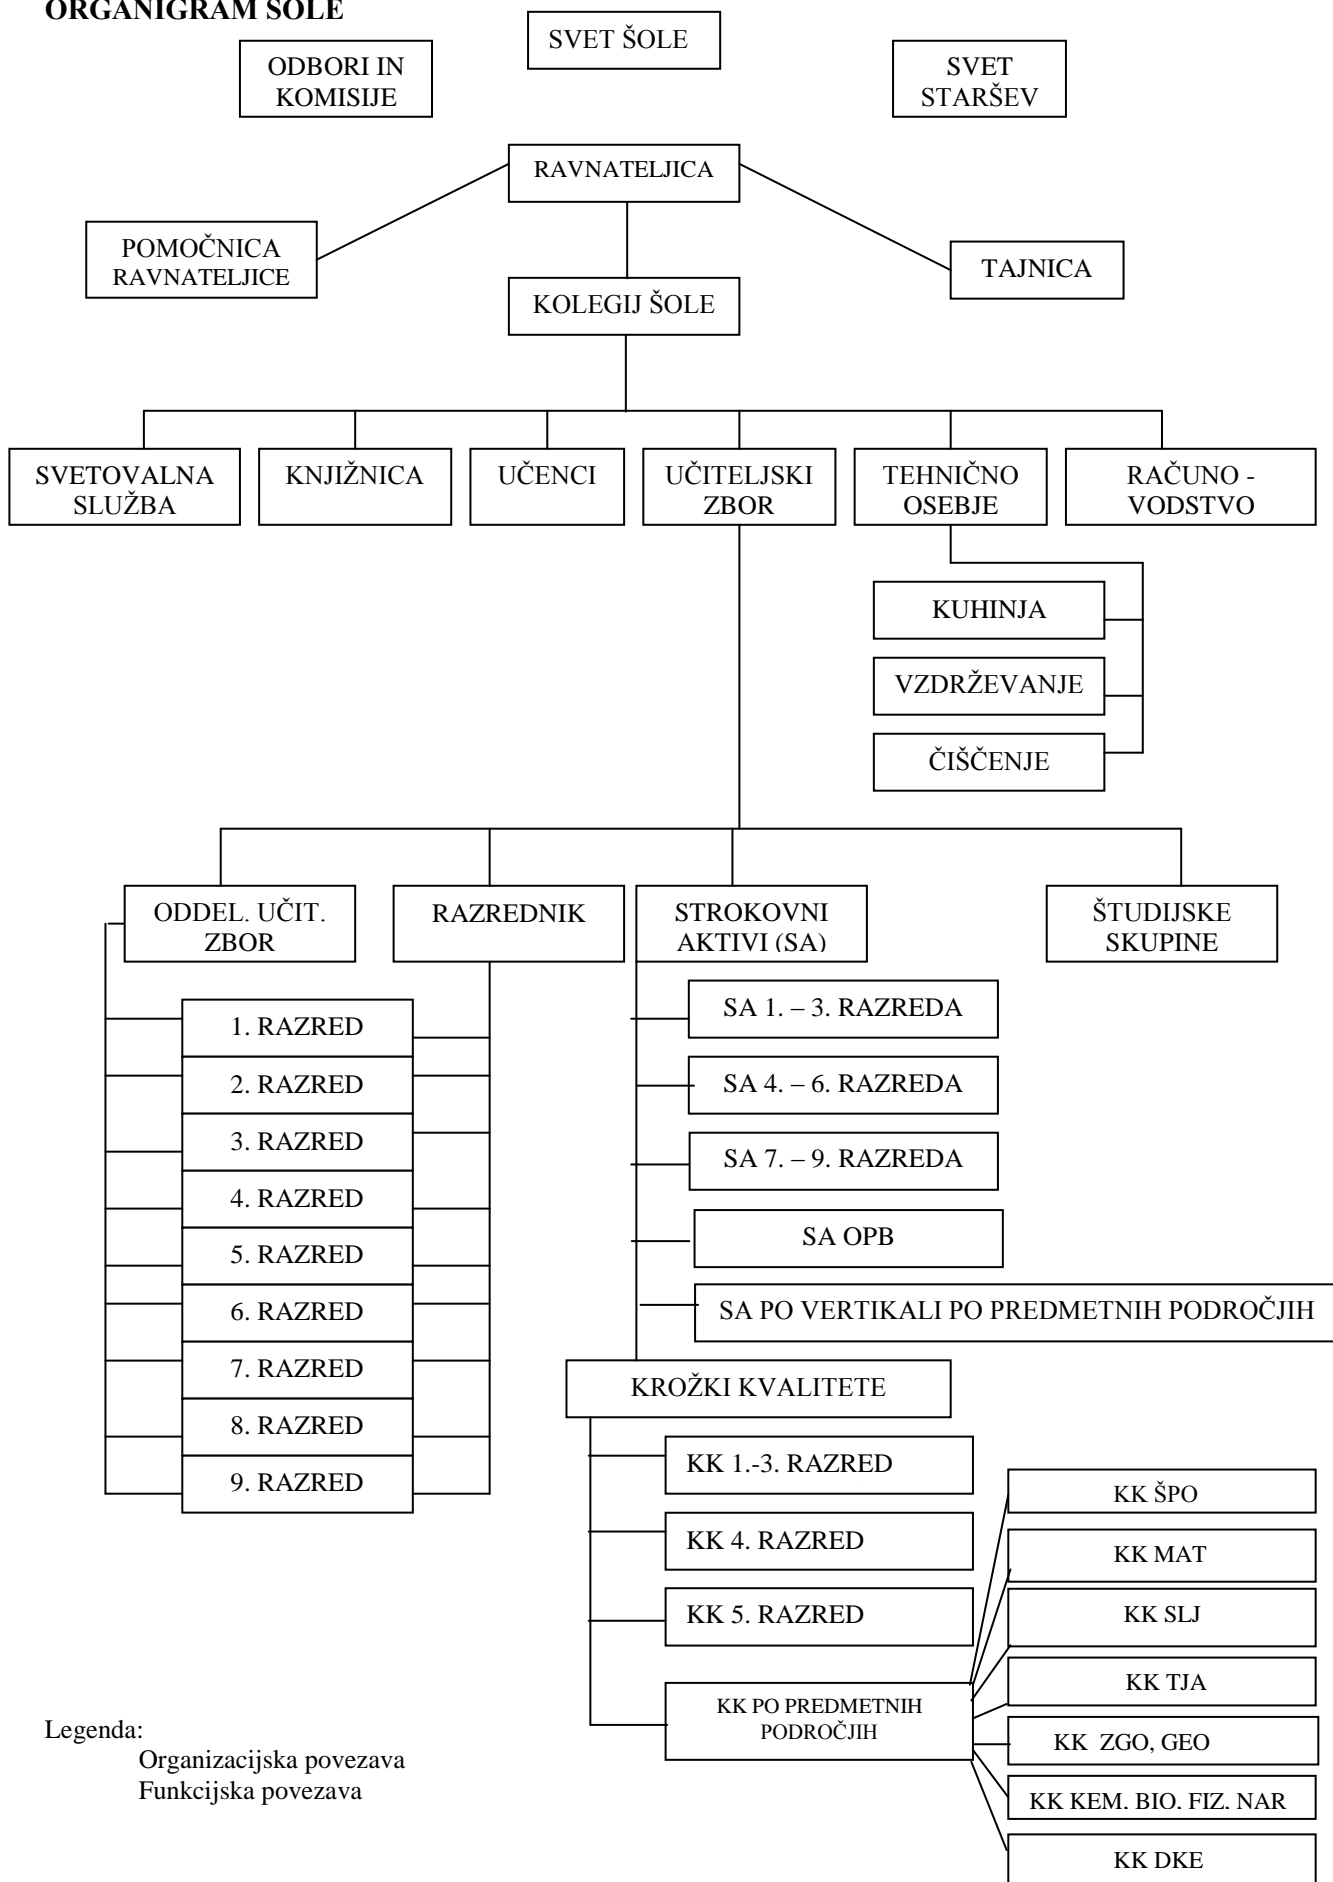 ORGANIGRAM ŠOLE
SVET ŠOLE
ODBORI IN
KOMISIJE
SVET
STARŠEV
RAVNATELJICA
POMOČNICA
RAVNATELJICE
TAJNICA
KOLEGIJ ŠOLE
SVETOVALNA
SLUŽBA
KNJIŽNICA
UČENCI
UČITELJSKI
ZBOR
TEHNIČNO
OSEBJE
RAČUNO -
VODSTVO
KUHINJA
VZDRŽEVANJE
ČIŠČENJE
ODDEL. UČIT.
ZBOR
RAZREDNIK
STROKOVNI
AKTIVI (SA)
ŠTUDIJSKE
SKUPINE
1. RAZRED
2. RAZRED
3. RAZRED
4. RAZRED
5. RAZRED
6. RAZRED
7. RAZRED
8. RAZRED
9. RAZRED
SA 1. – 3. RAZREDA
SA 4. – 6. RAZREDA
SA 7. – 9. RAZREDA
SA OPB
SA PO VERTIKALI PO PREDMETNIH PODROČJIH
KROŽKI KVALITETE
KK 1.-3. RAZRED
KK 4. RAZRED
KK 5. RAZRED
KK PO PREDMETNIH
PODROČJIH
KK ŠPO
KK MAT
KK SLJ
KK TJA
KK ZGO, GEO
KK KEM. BIO. FIZ. NAR
KK DKE
Legenda:
Organizacijska povezava
Funkcijska povezava